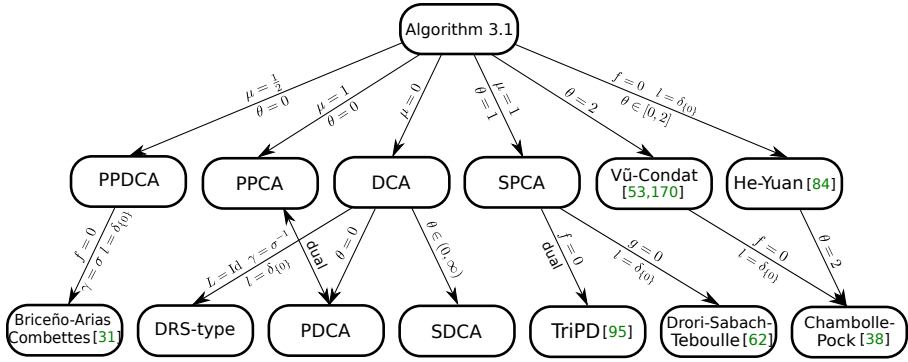 Algorithm 3.1
μ = 1/2
θ = 0
μ = 1
θ = 0
μ = 0
μ = 1
θ = 1
θ = 2
f = 0 l = δ{0}
θ ∈ [0, 2]
PPDCA
PPCA
DCA
SPCA
Vũ-Condat
[53,170]
He-Yuan [84]
f = 0
γ = σ l = δ{0}
L = Id γ = σ⁻¹
l = δ{0}
dual
θ = 0
θ ∈ (0, ∞)
f = 0
dual
g = 0
l = δ{0}
f = 0
l = δ{0}
θ = 2
Briceño-Arias
Combettes [31]
DRS-type
PDCA
SDCA
TriPD [95]
Drori-Sabach-
Teboulle [62]
Chambolle-
Pock [38]